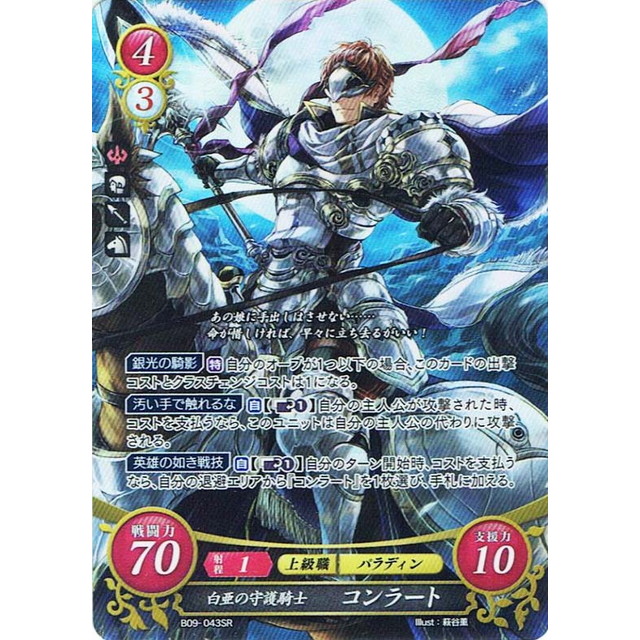 4
3
あの娘に手出しはさせない……
命が惜しければ、早々に立ち去るがいい！
銀光の騎影 特 自分のオーブが1つ以下の場合、このカードの出撃
コストとクラスチェンジコストは1になる。
汚い手で触れるな 自【1】自分の主人公が攻撃された時、
コストを支払うなら、このユニットは自分の主人公の代わりに攻撃
される。
英雄の如き戦技 自【1】自分のターン開始時、コストを支払う
なら、自分の退避エリアから『コンラート』を1枚選び、手札に加える。
戦闘力
70
射程 1
上級職
パラディン
支援力
10
白亜の守護騎士 コンラート
B09-043SR
Illust：萩谷薫